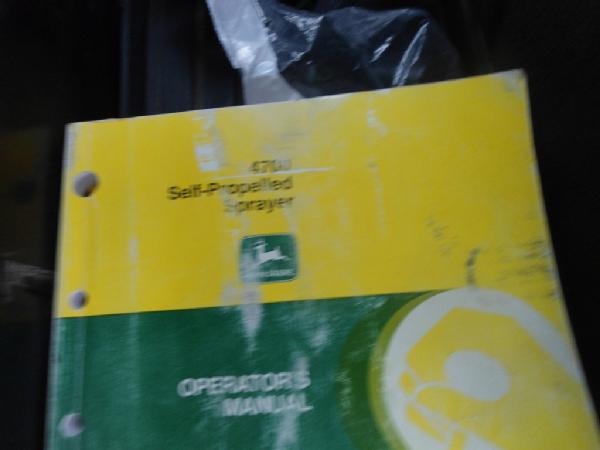 4700
Self-Propelled
Sprayer
OPERATOR'S
MANUAL